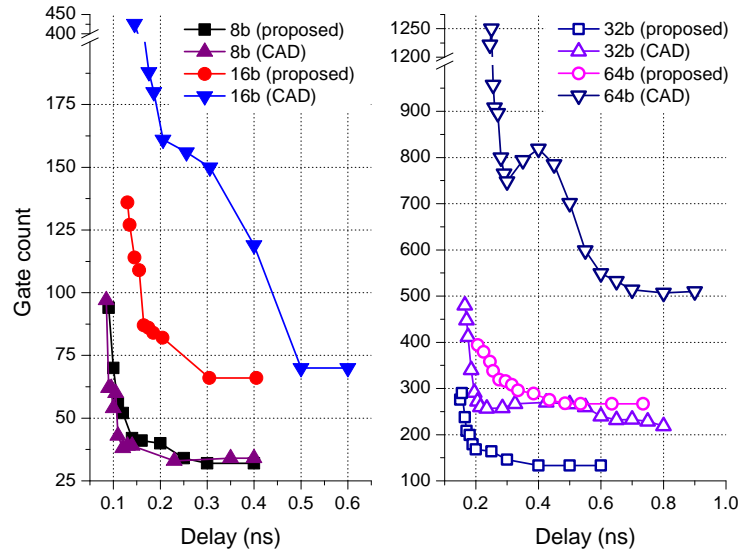 450
400
175
150
125
100
75
50
25
0.1 0.2 0.3 0.4 0.5 0.6
Gate count
Delay (ns)
8b (proposed)
8b (CAD)
16b (proposed)
16b (CAD)
1250
1200
900
800
700
600
500
400
300
200
100
0.2 0.4 0.6 0.8 1.0
Delay (ns)
32b (proposed)
32b (CAD)
64b (proposed)
64b (CAD)